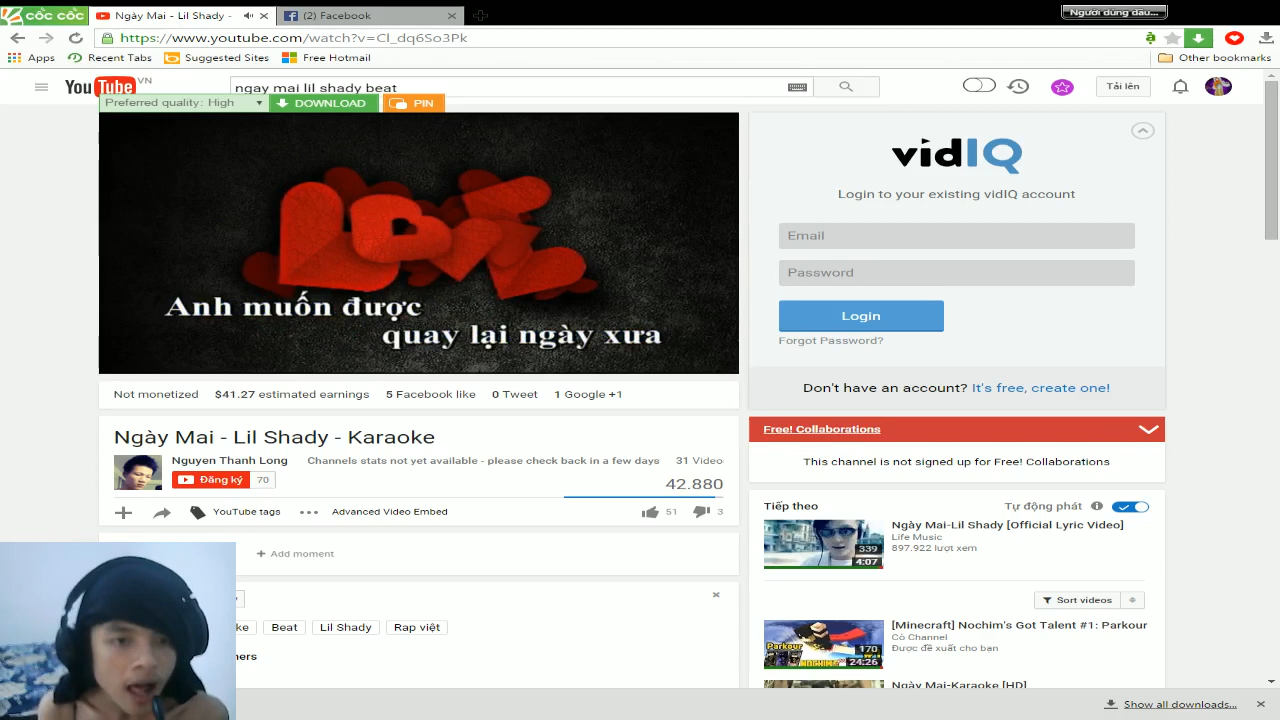 cốc cốc
Ngày Mai - Lil Shady -
(2) Facebook
Người dùng đầu...
https://www.youtube.com/watch?v=Cl_dq6So3Pk
Apps
Recent Tabs
Suggested Sites
Free Hotmail
Other bookmarks
YouTube VN
ngay mai lil shady beat
Tải lên
Preferred quality: High
DOWNLOAD
PIN
Anh muốn được
quay lại ngày xưa
Not monetized $41.27 estimated earnings 5 Facebook like 0 Tweet 1 Google +1
Ngày Mai - Lil Shady - Karaoke
Nguyen Thanh Long
Channels stats not yet available - please check back in a few days
31 Video
Đăng ký 70
42.880
YouTube tags
Advanced Video Embed
51
3
Add moment
ke
Beat
Lil Shady
Rap việt
ners
vidIQ
Login to your existing vidIQ account
Email
Password
Login
Forgot Password?
Don't have an account? It's free, create one!
Free! Collaborations
This channel is not signed up for Free! Collaborations
Tiếp theo
Tự động phát
Ngày Mai-Lil Shady [Official Lyric Video]
Life Music
897.922 lượt xem
339
4:07
Sort videos
[Minecraft] Nochim's Got Talent #1: Parkour
Cò Channel
Được đề xuất cho bạn
Parkour
170
24:26
Ngày Mai-Karaoke [HD]
Show all downloads...